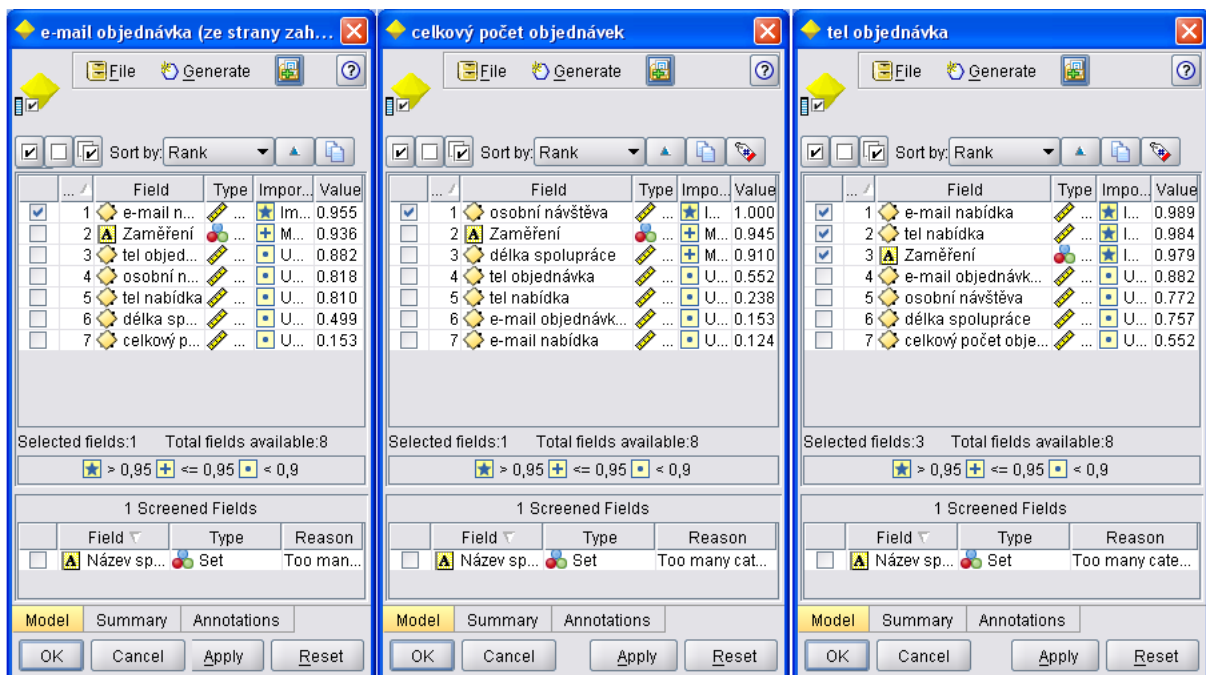 e-mail objednávka (ze strany zah...
File Generate
Sort by: Rank
... Field Type Impor... Value
1 e-mail n... ... Im... 0.955
2 A Zaměření ... M... 0.936
3 tel objed... ... U... 0.882
4 osobní n... ... U... 0.818
5 tel nabídka ... U... 0.810
6 délka sp... ... U... 0.499
7 celkový p... ... U... 0.153
Selected fields:1 Total fields available:8
> 0,95 + <= 0,95 < 0,9
1 Screened Fields
Field Type Reason
A Název sp... Set Too man...
Model Summary Annotations
OK Cancel Apply Reset
celkový počet objednávek
File Generate ?
Sort by: Rank
... Field Type Impo... Value
1 osobní návštěva ... I... 1.000
2 A Zaměření ... M... 0.945
3 délka spolupráce ... M... 0.910
4 tel objednávka ... U... 0.552
5 tel nabídka ... U... 0.238
6 e-mail objednávk... ... U... 0.153
7 e-mail nabídka ... U... 0.124
Selected fields:1 Total fields available:8
> 0,95 + <= 0,95 < 0,9
1 Screened Fields
Field Type Reason
A Název sp... Set Too many cat...
Model Summary Annotations
OK Cancel Apply Reset
tel objednávka
File Generate ?
Sort by: Rank
... Field Type Impo... Value
1 e-mail nabídka ... I... 0.989
2 tel nabídka ... I... 0.984
3 A Zaměření ... I... 0.979
4 e-mail objednávk... ... U... 0.882
5 osobní návštěva ... U... 0.772
6 délka spolupráce ... U... 0.757
7 celkový počet obje... ... U... 0.552
Selected fields:3 Total fields available:8
> 0,95 + <= 0,95 < 0,9
1 Screened Fields
Field Type Reason
A Název sp... Set Too many cate...
Model Summary Annotations
OK Cancel Apply Reset